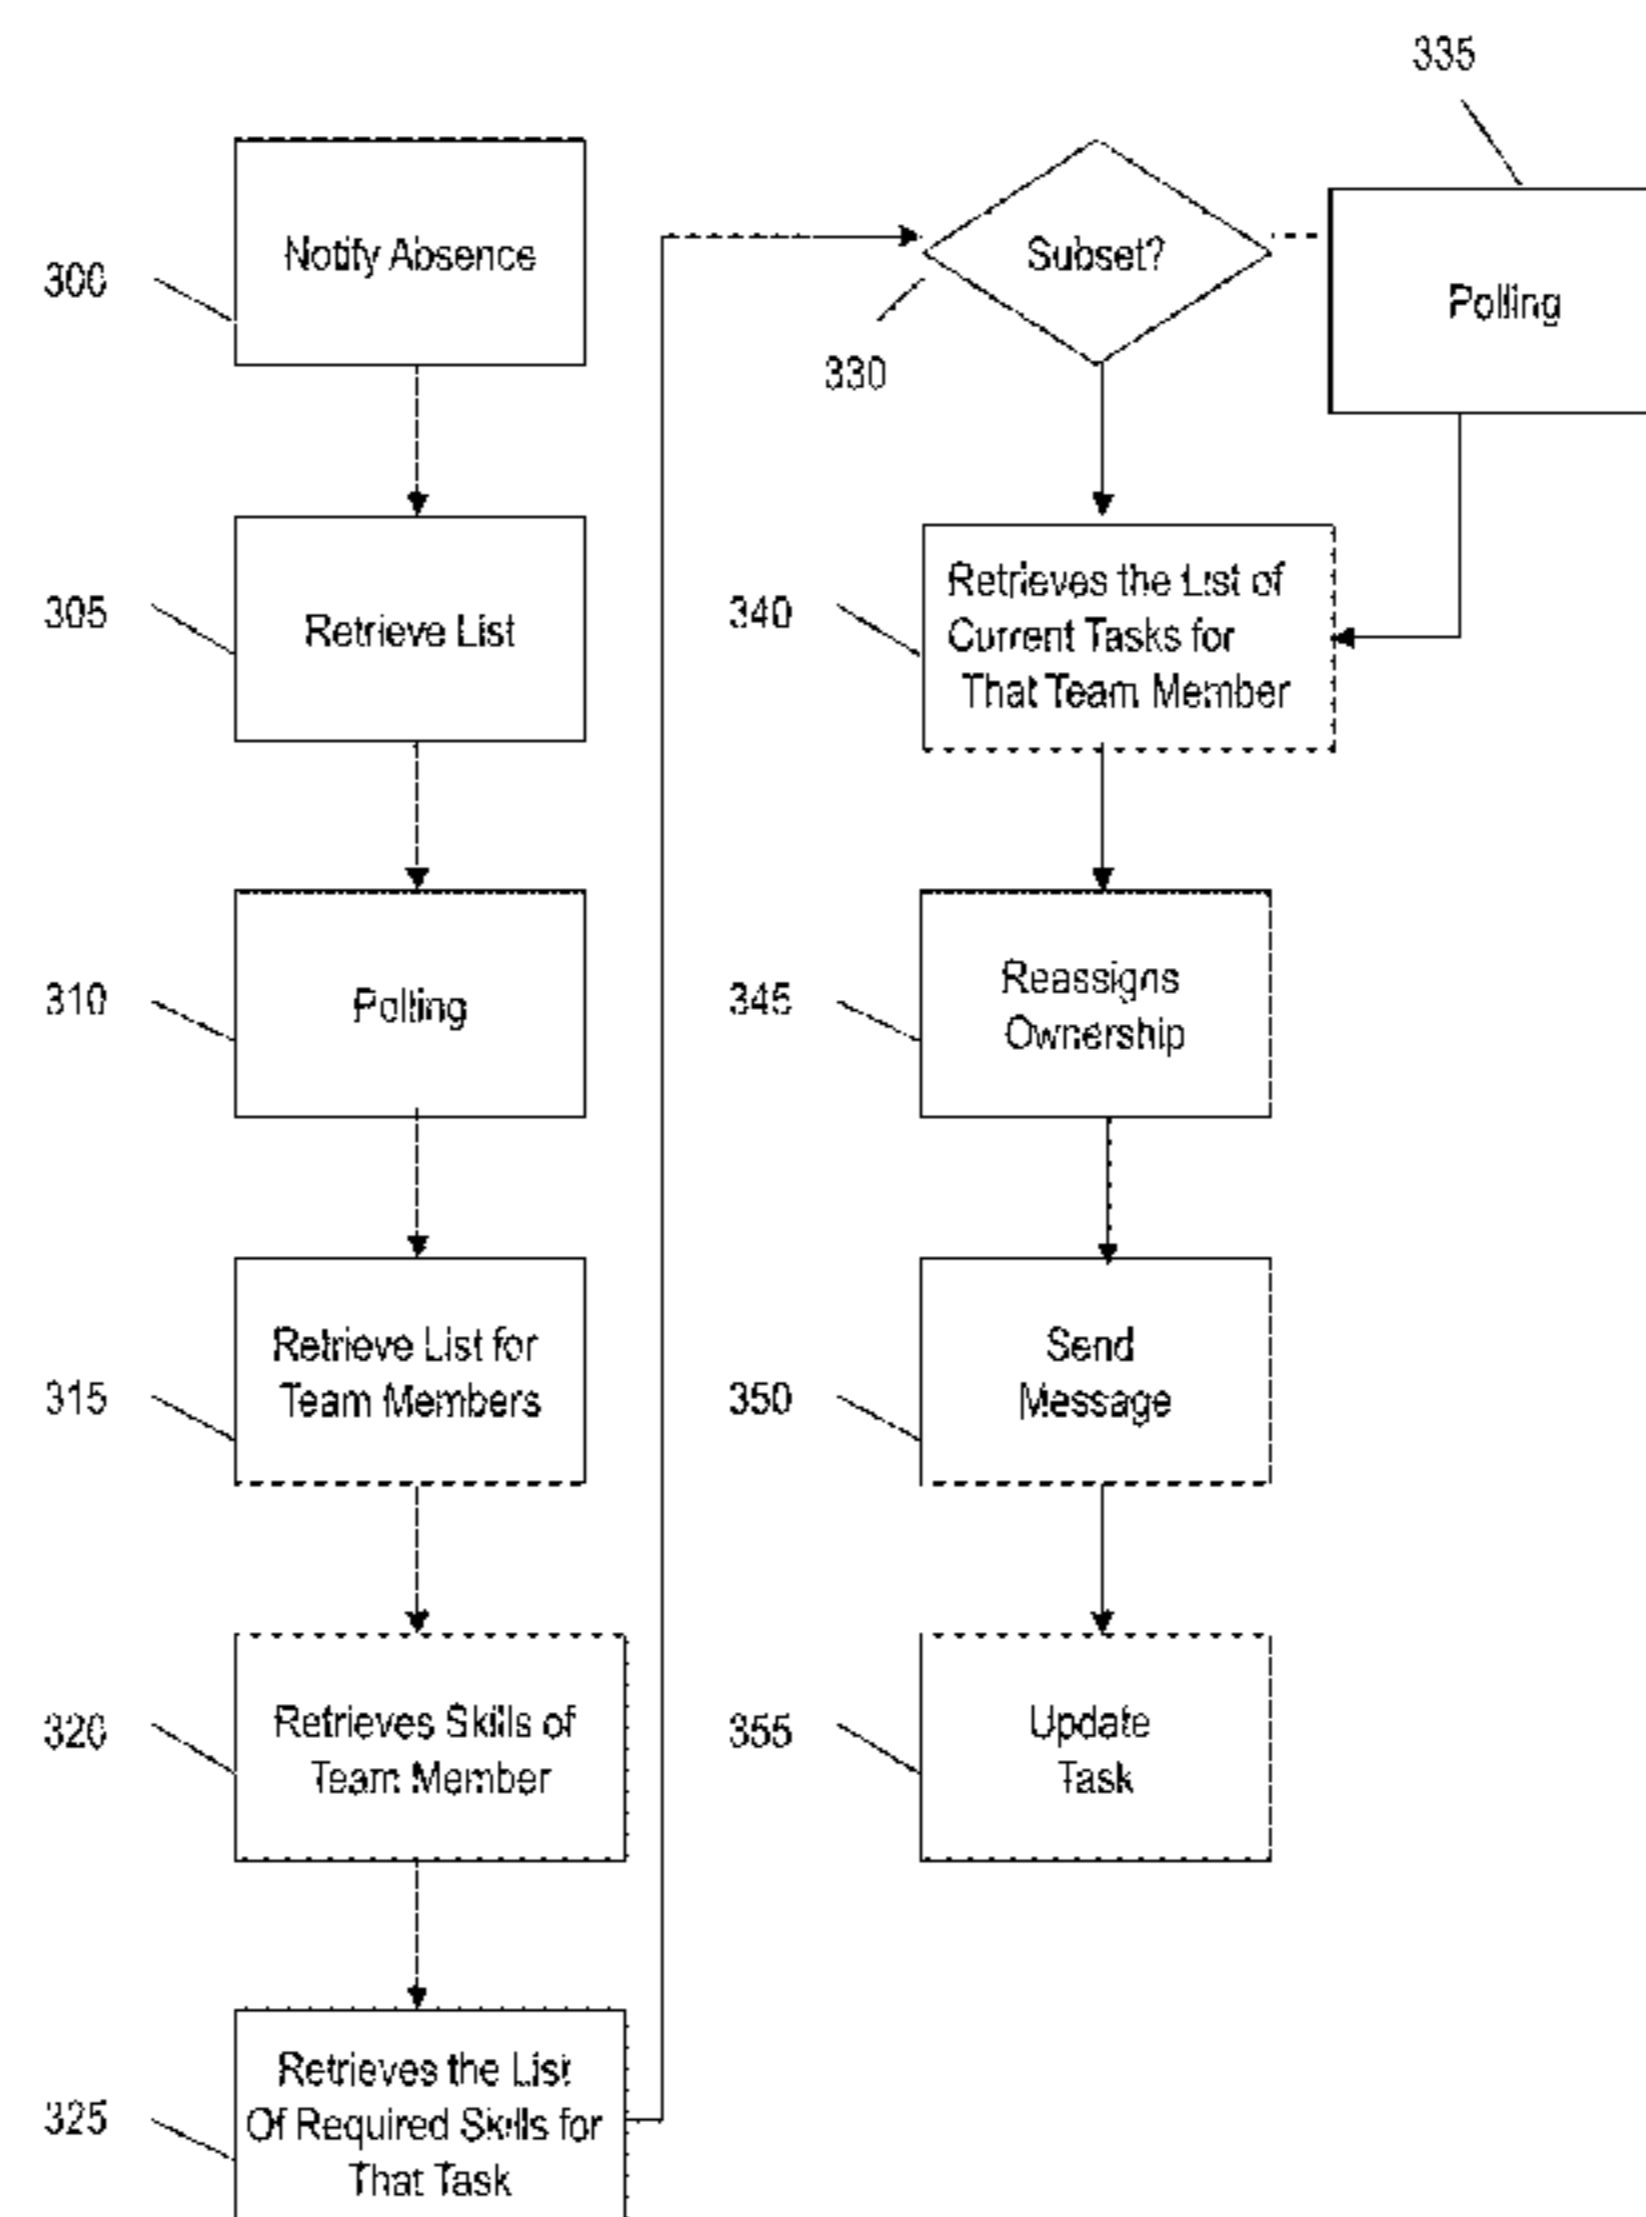 300
Notify Absence
305
Retrieve List
310
Polling
315
Retrieve List for
Team Members
320
Retrieves Skills of
Team Member
325
Retrieves the List
Of Required Skills for
That Task
Subset?
330
335
Polling
340
Retrieves the List of
Current Tasks for
That Team Member
345
Reassigns
Ownership
350
Send
Message
355
Update
Task